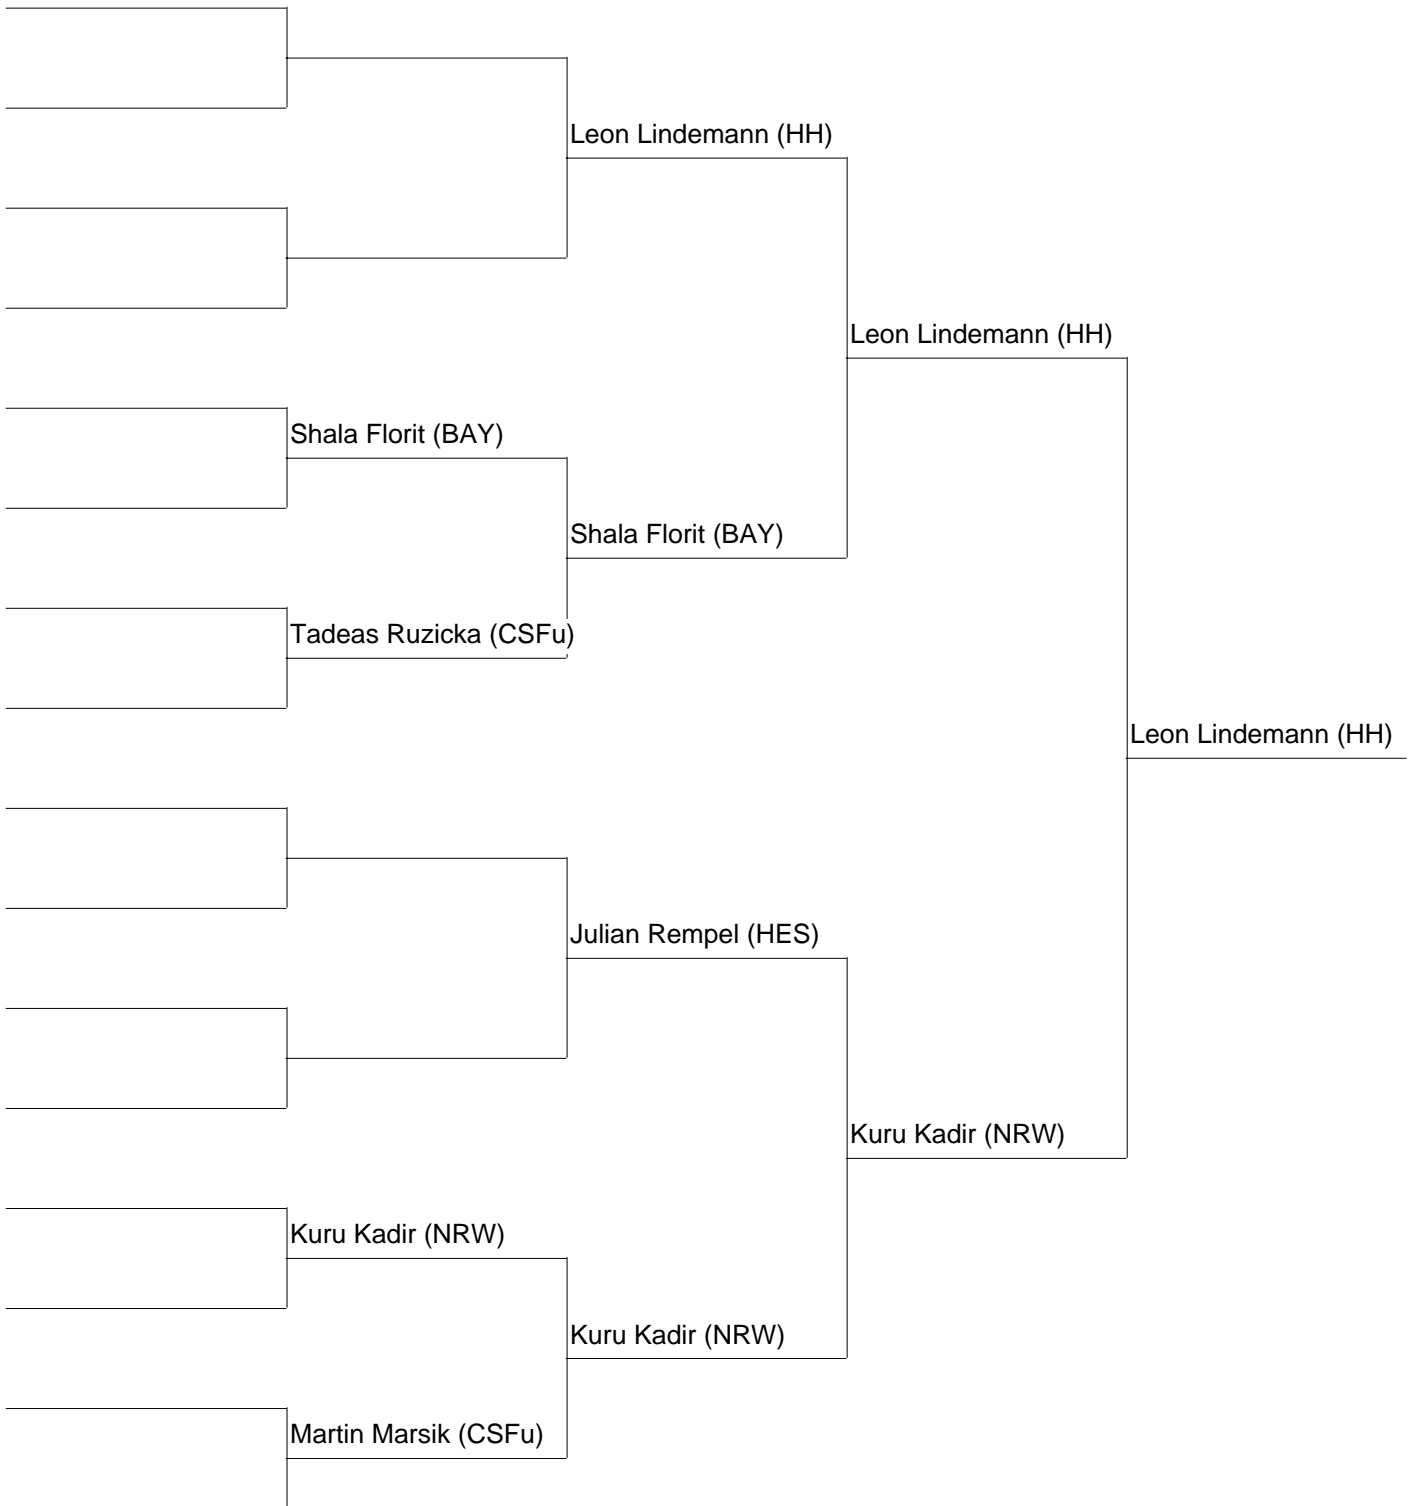 Leon Lindemann (HH)
Leon Lindemann (HH)
Shala Florit (BAY)
Shala Florit (BAY)
Tadeas Ruzicka (CSFu)
Leon Lindemann (HH)
Julian Rempel (HES)
Kuru Kadir (NRW)
Kuru Kadir (NRW)
Kuru Kadir (NRW)
Martin Marsik (CSFu)